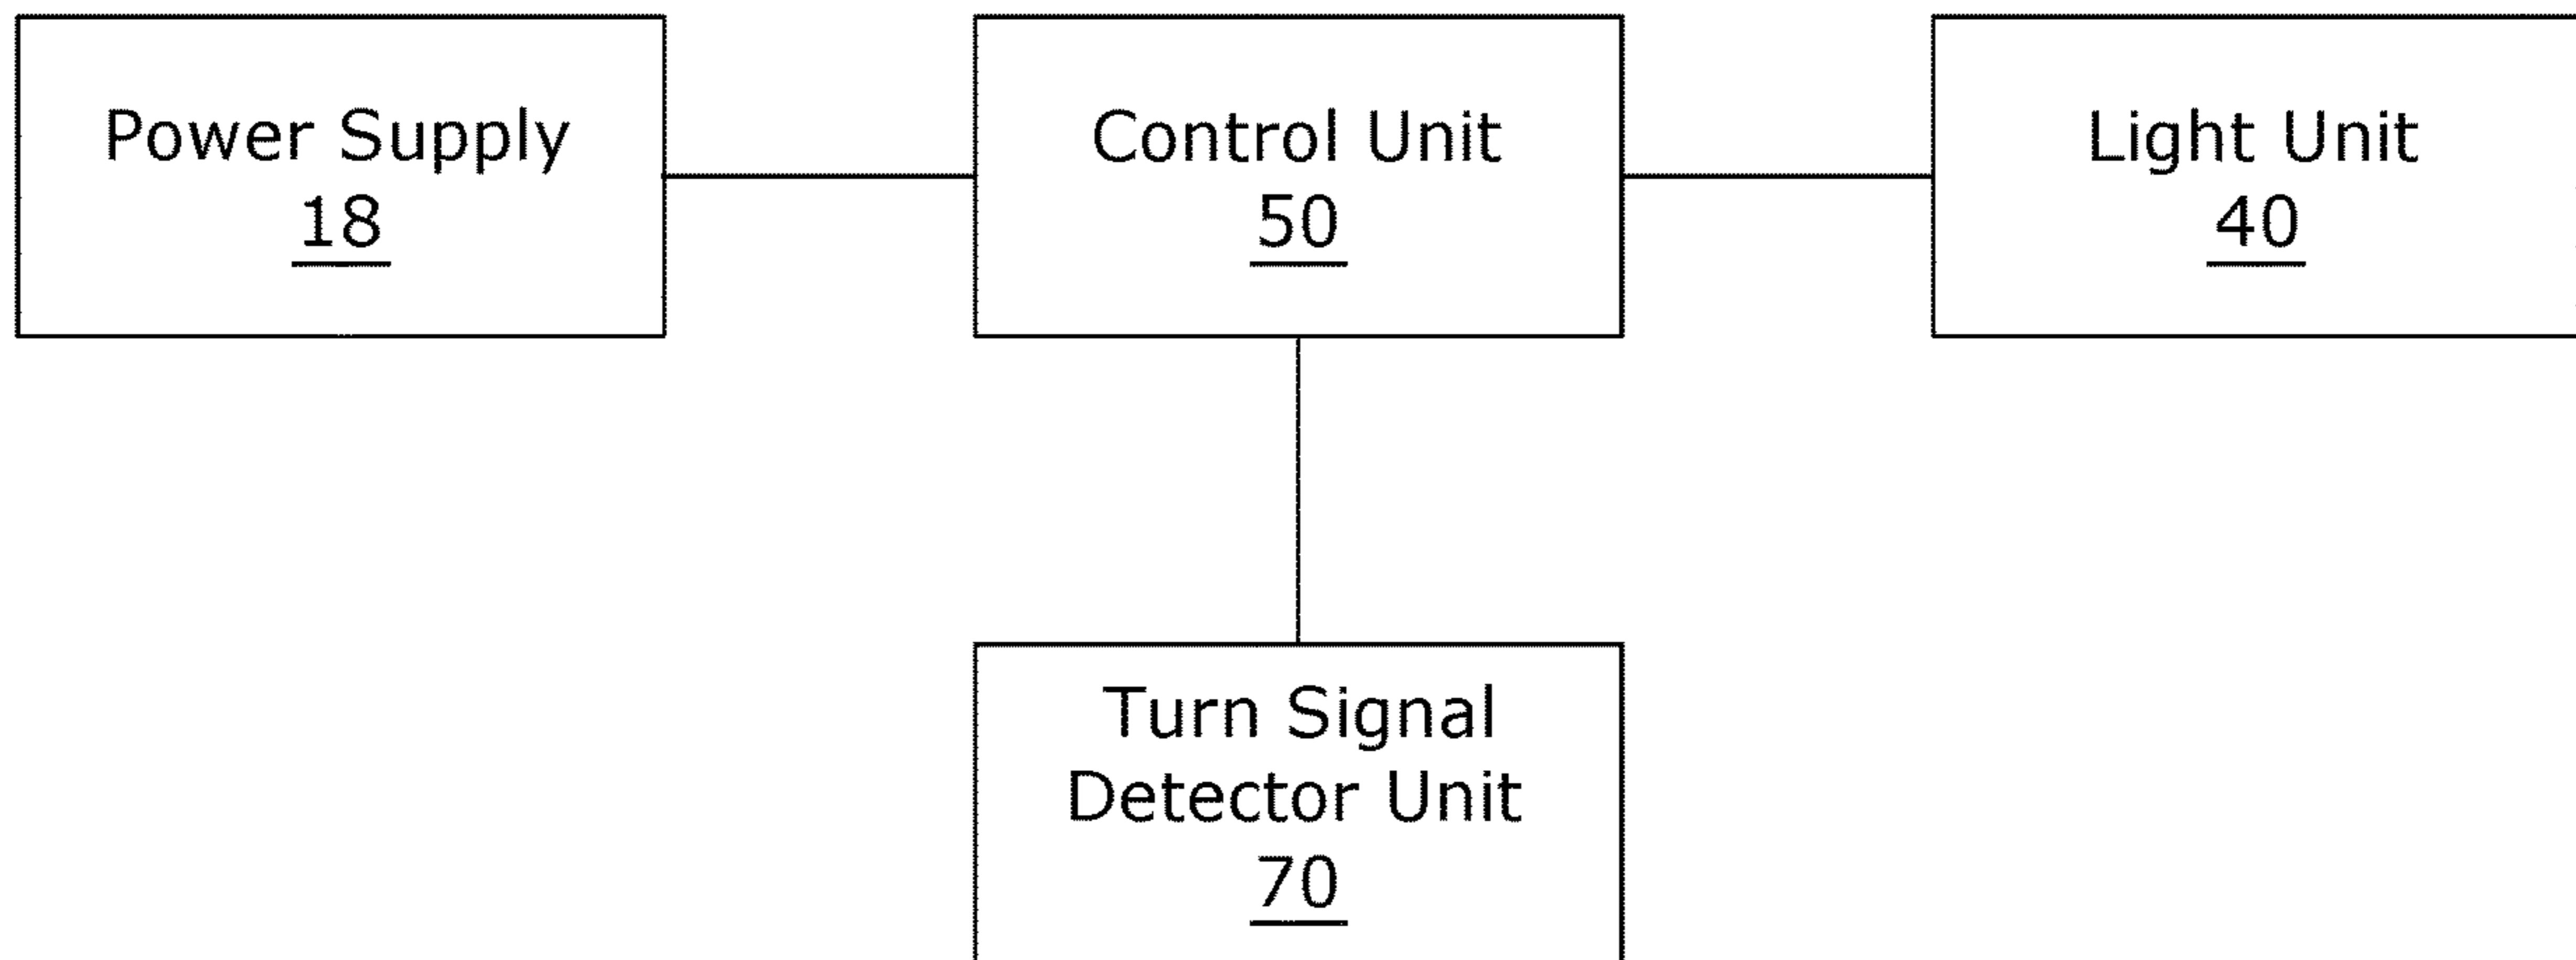 Power Supply
18
Control Unit
50
Light Unit
40
Turn Signal
Detector Unit
70